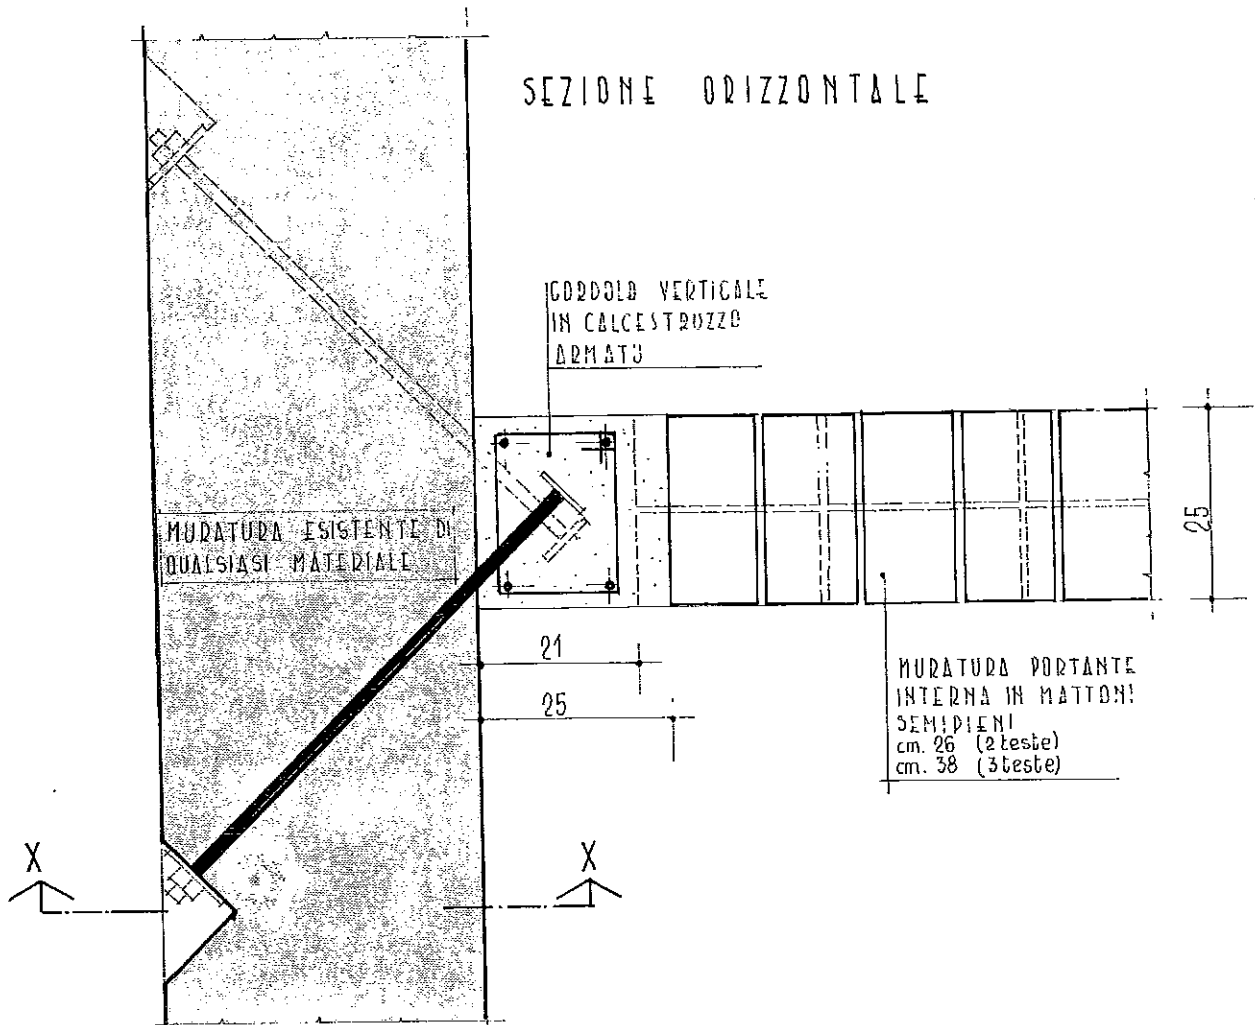 SEZIONE ORIZZONTALE
CORDOLO VERTICALE
IN CALCESTRUZZO
ARMATO
MURATURA ESISTENTE DI
QUALSIASI MATERIALE
25
21
25
MURATURA PORTANTE
INTERNA IN MATTONI
SEMIPIENI
cm. 26 (2 teste)
cm. 38 (3 teste)
X
X